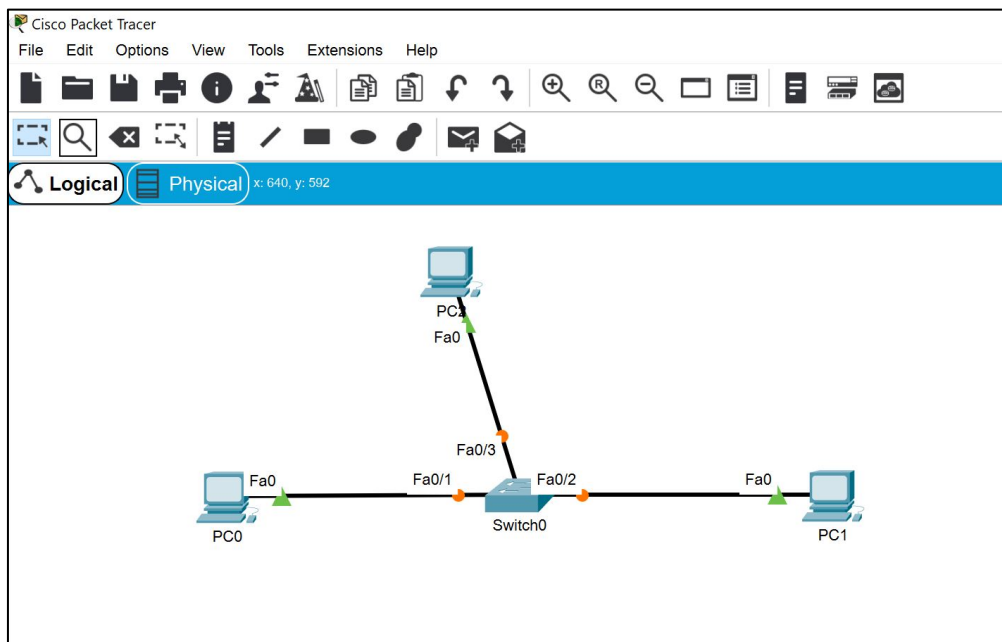 Cisco Packet Tracer
File Edit Options View Tools Extensions Help
Logical Physical x: 640, y: 592
PC2
Fa0
Fa0/3
Fa0 Fa0/1 Fa0/2 Fa0
Switch0
PC0 PC1